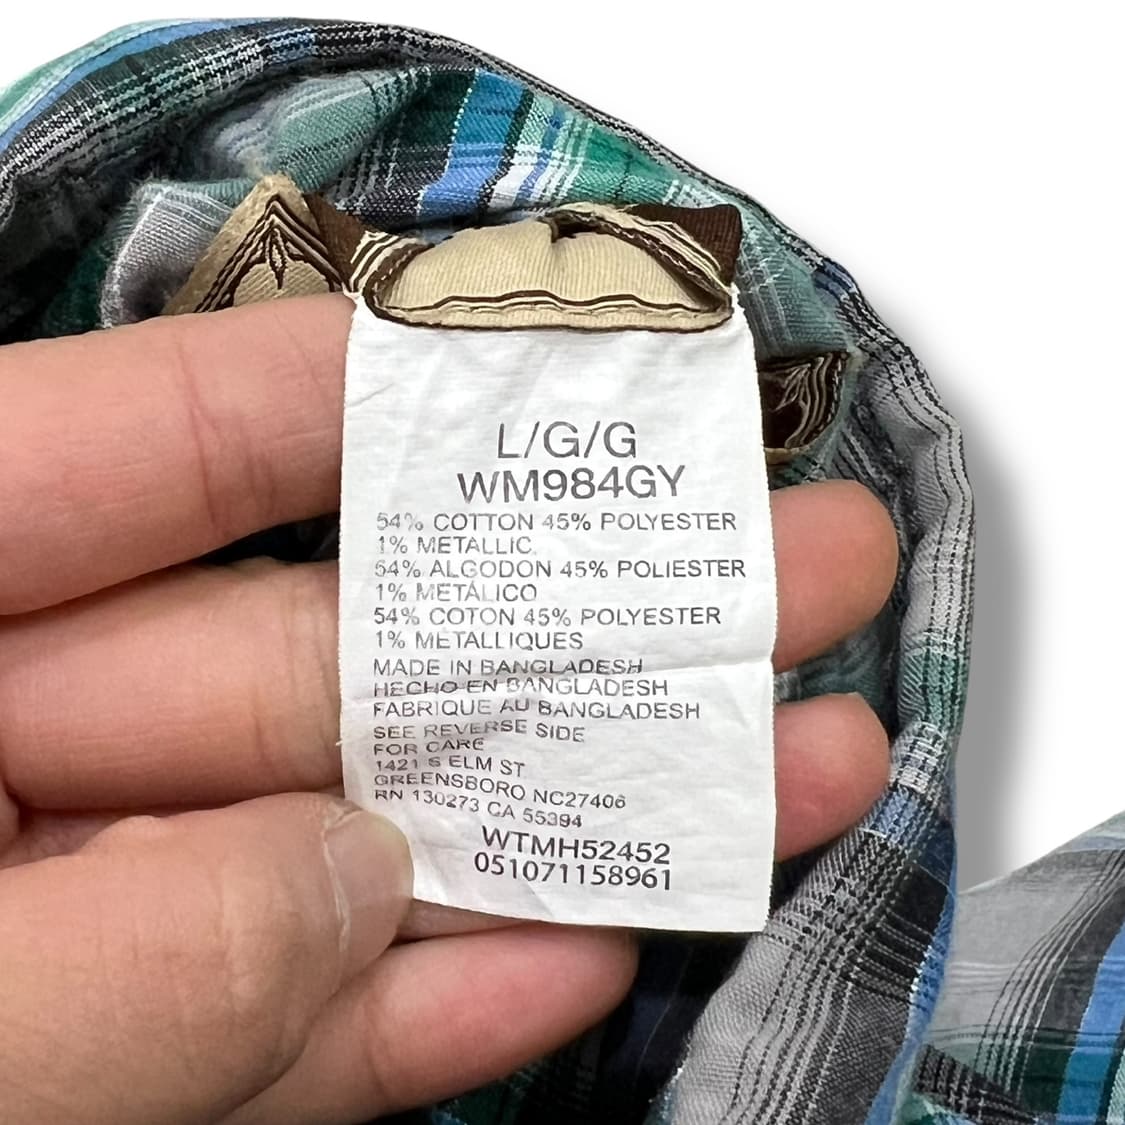 L/G/G
WM984GY
54% COTTON 45% POLYESTER
1% METALLIC
54% ALGODON 45% POLIESTER
1% METÁLICO
54% COTON 45% POLYESTER
1% MÉTALLIQUES
MADE IN BANGLADESH
HECHO EN BANGLADESH
FABRIQUE AU BANGLADESH
SEE REVERSE SIDE
FOR CARE
1421 S ELM ST
GREENSBORO NC27406
RN 130273 CA 55394
WTMH52452
051071158961